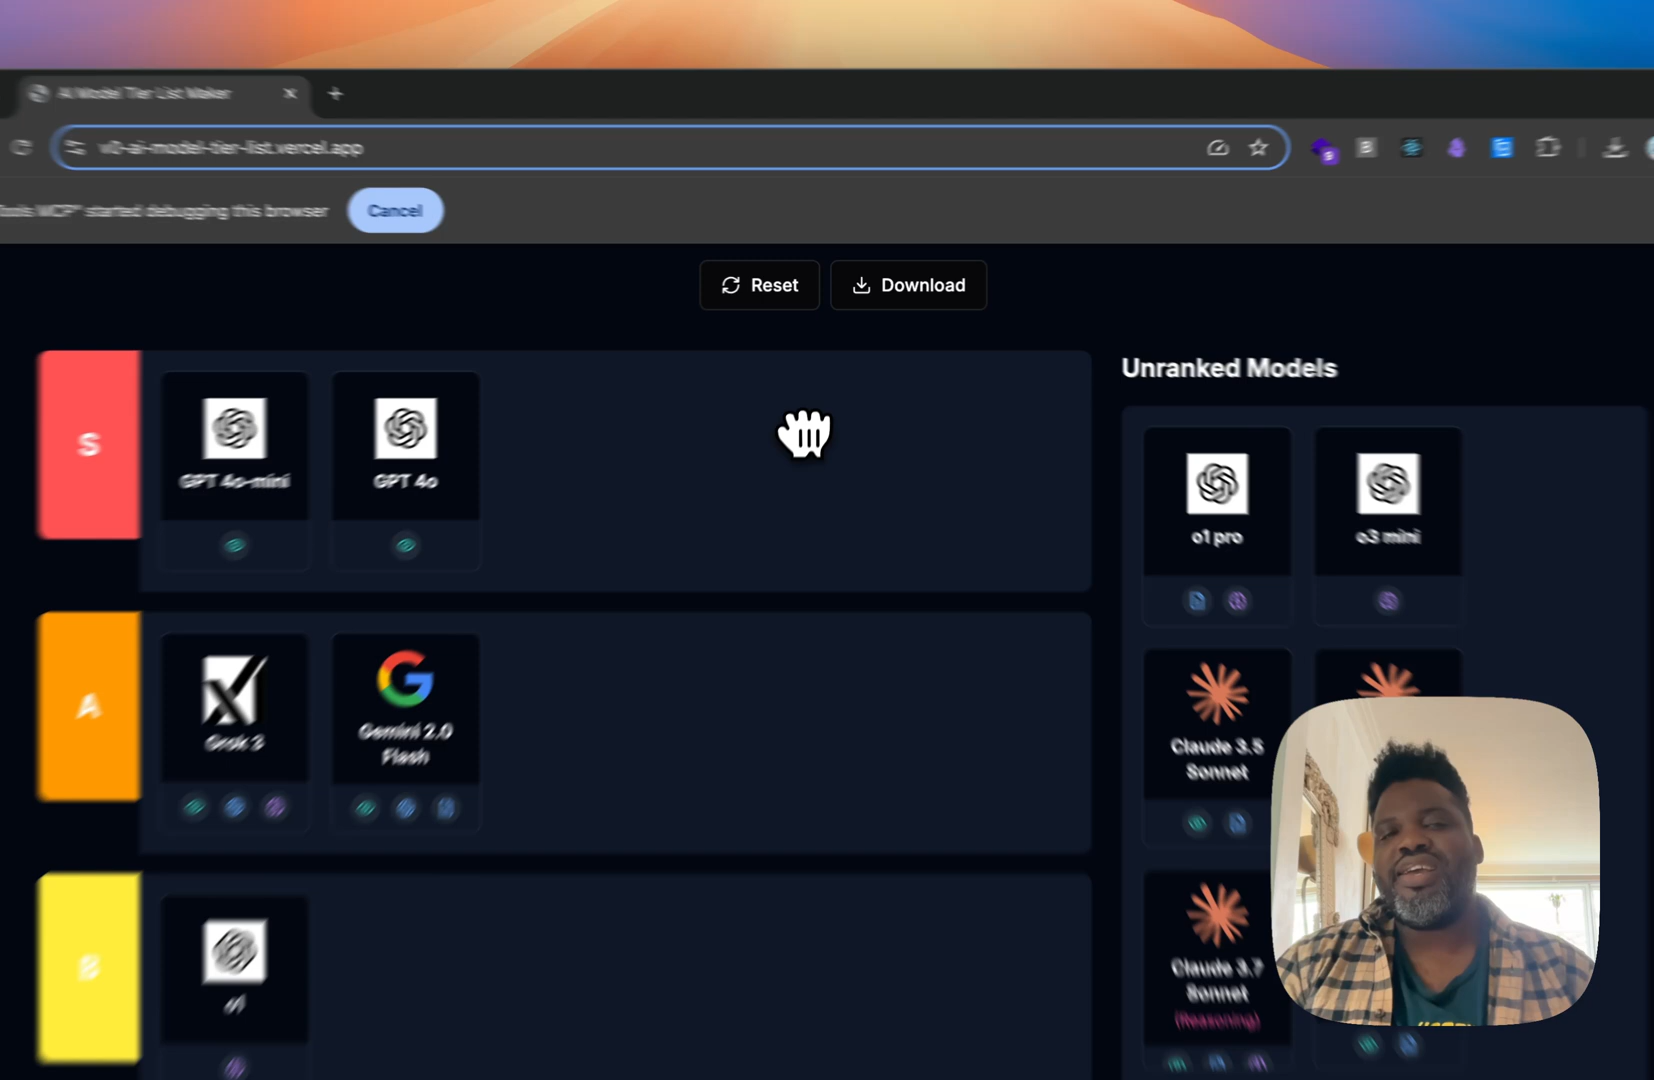 AI Model Tier List Maker
v0-ai-model-tier-list.vercel.app
Tools MCP" started debugging this browser
Cancel
Reset
Download
S
GPT 4o-mini
GPT 4o
Unranked Models
o1 pro
o3 mini
A
Grok 3
Gemini 2.0
Flash
Claude 3.5
Sonnet
B
o1
Claude 3.7
Sonnet
(Reasoning)